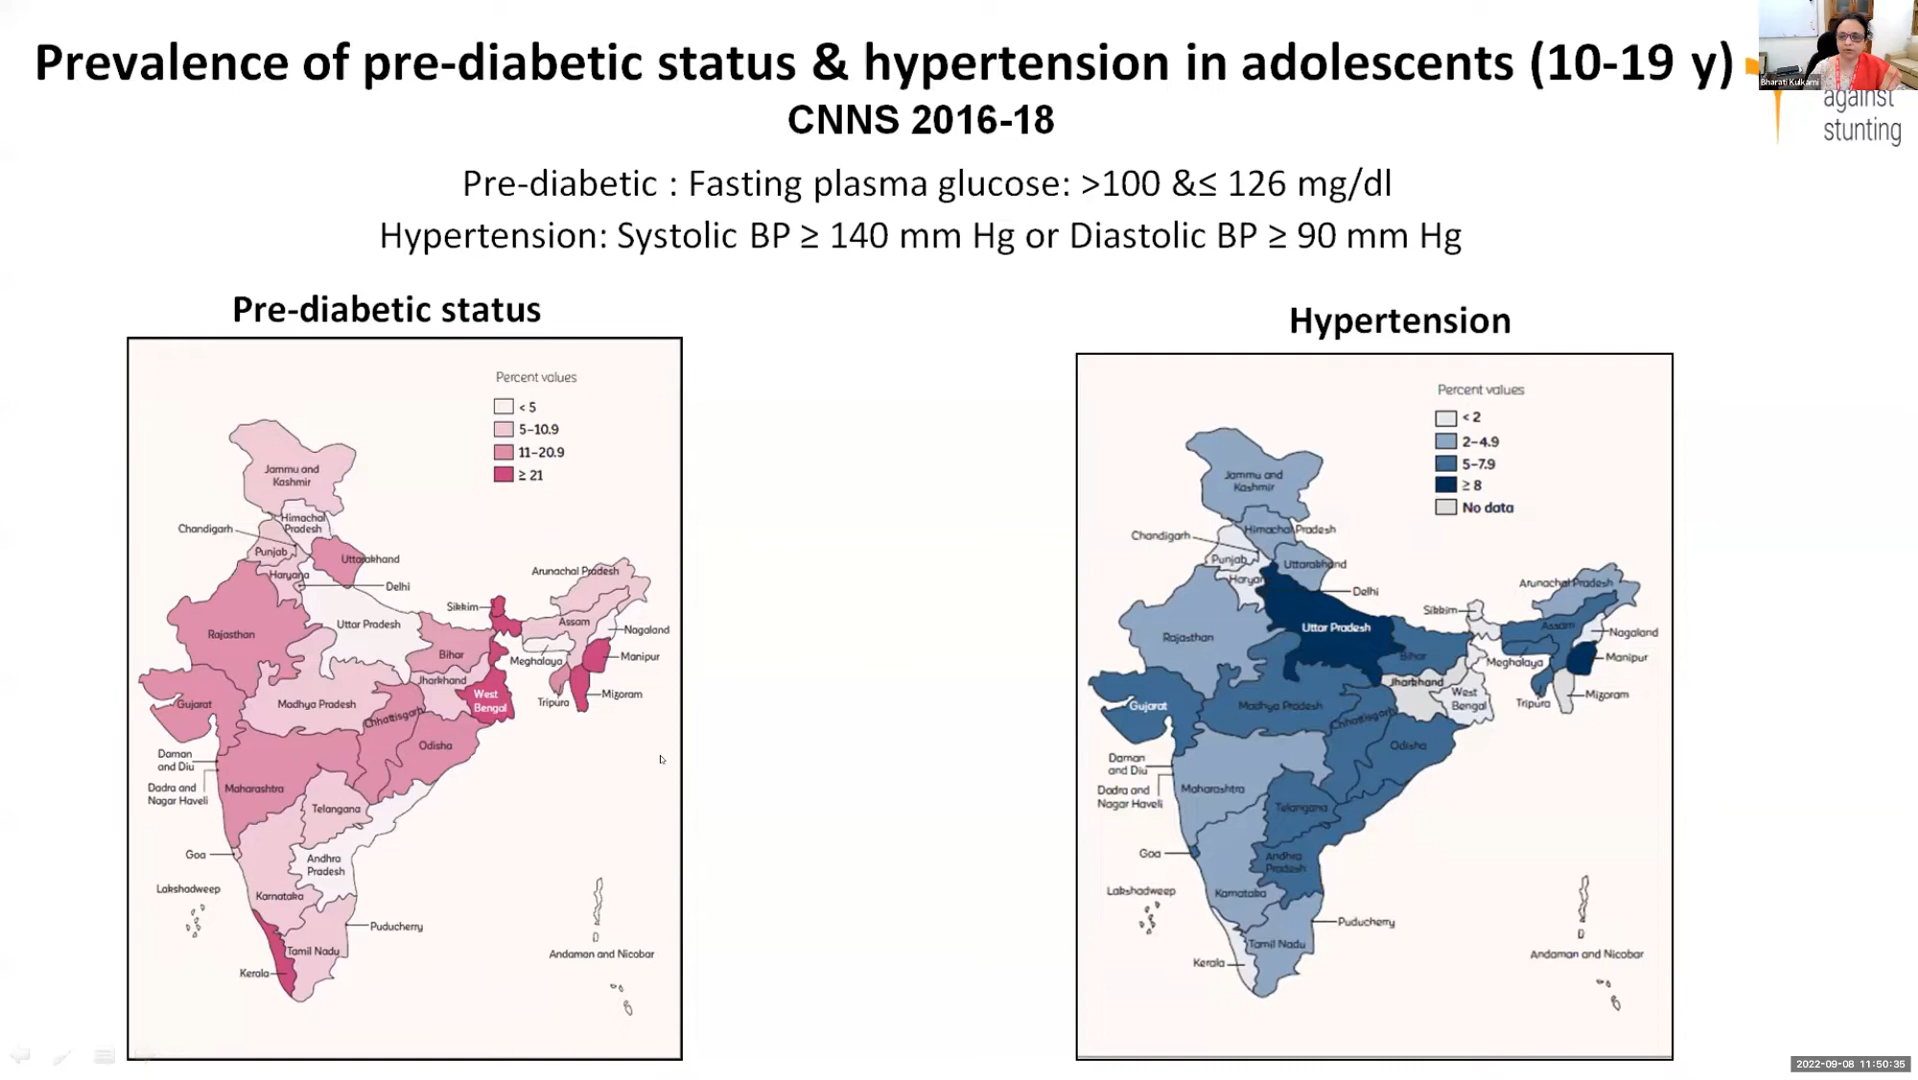 Prevalence of pre-diabetic status & hypertension in adolescents (10-19 y)
CNNS 2016-18
Bharati Kulkarni
against
stunting
Pre-diabetic : Fasting plasma glucose: >100 &≤ 126 mg/dl
Hypertension: Systolic BP ≥ 140 mm Hg or Diastolic BP ≥ 90 mm Hg
Pre-diabetic status
Percent values
< 5
5–10.9
11–20.9
≥ 21
Jammu and
Kashmir
Himachal
Pradesh
Chandigarh
Punjab
Uttarakhand
Haryana
Delhi
Arunachal Pradesh
Sikkim
Rajasthan
Uttar Pradesh
Assam
Nagaland
Bihar
Meghalaya
Manipur
Jharkhand
Gujarat
Madhya Pradesh
West
Bengal
Tripura
Mizoram
Chhattisgarh
Odisha
Daman
and Diu
Dadra and
Nagar Haveli
Maharashtra
Telangana
Goa
Andhra
Pradesh
Lakshadweep
Karnataka
Puducherry
Tamil Nadu
Kerala
Andaman and Nicobar
Hypertension
Percent values
< 2
2–4.9
5–7.9
≥ 8
No data
Jammu and
Kashmir
Himachal Pradesh
Chandigarh
Punjab
Uttarakhand
Haryan
Delhi
Arunachal Pradesh
Sikkim
Rajasthan
Uttar Pradesh
Assam
Nagaland
Bihar
Meghalaya
Manipur
Jharkhand
Gujarat
Madhya Pradesh
West
Bengal
Tripura
Mizoram
Chhattisgarh
Odisha
Daman
and Diu
Dadra and
Nagar Haveli
Maharashtra
Telangana
Goa
Andhra
Pradesh
Lakshadweep
Karnataka
Puducherry
Tamil Nadu
Kerala
Andaman and Nicobar
2022-09-08 11:50:35